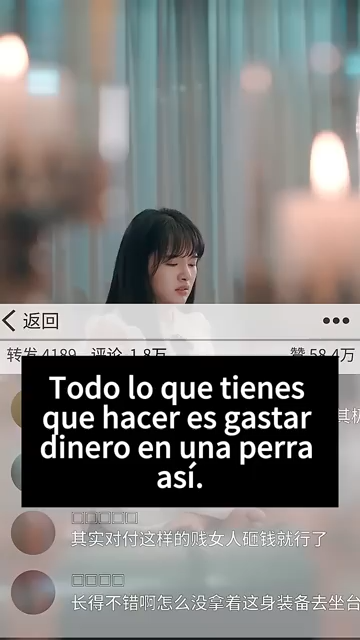 返回
转发 4189 评论 1.8万 赞 58.4万
Todo lo que tienes
que hacer es gastar
dinero en una perra
así.
其实对付这样的贱女人砸钱就行了
长得不错啊怎么没拿着这身装备去坐台